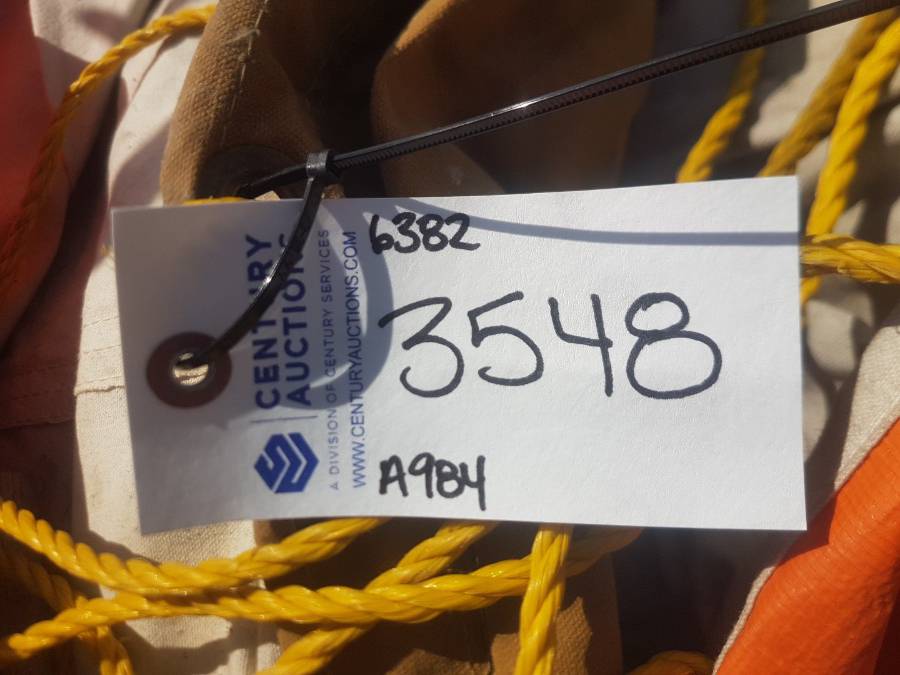 CENTURY
AUCTIONS
A DIVISION OF CENTURY SERVICES
WWW.CENTURYAUCTIONS.COM
6382
3548
A984